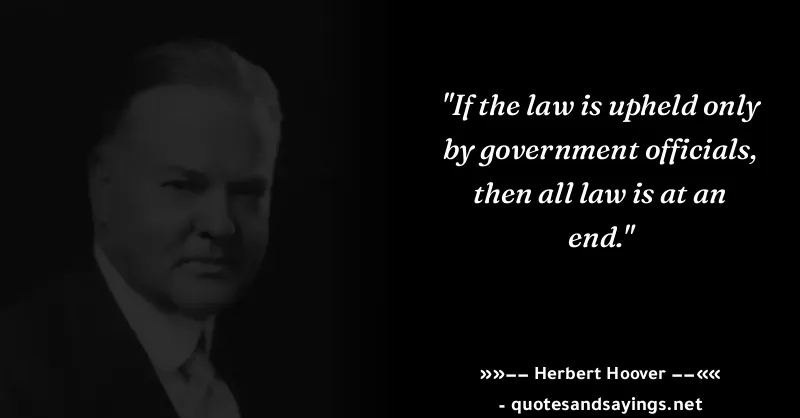 "If the law is upheld only
by government officials,
then all law is at an
end."
»»−− Herbert Hoover −−««
- quotesandsayings.net